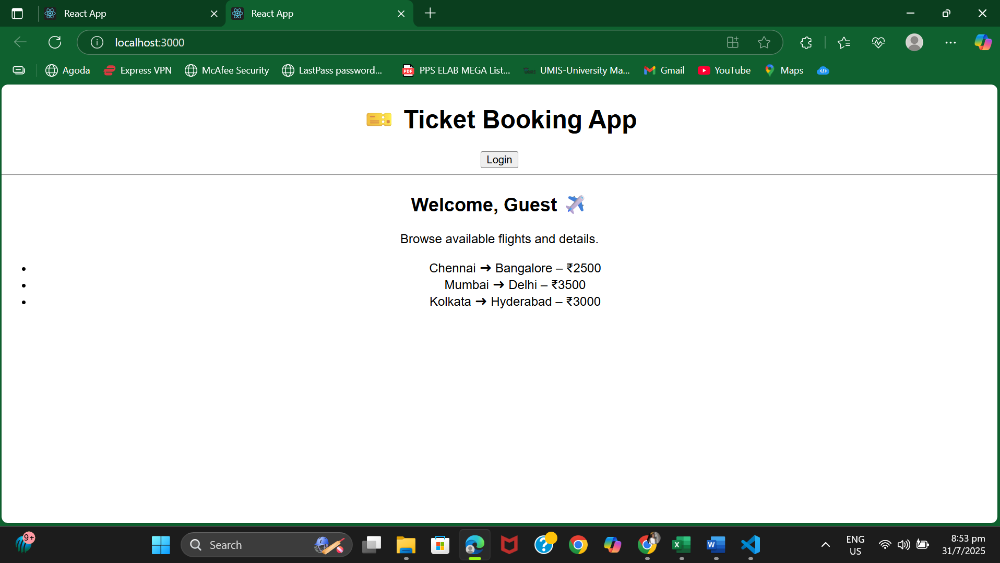 React App
React App
localhost:3000
Agoda
Express VPN
McAfee Security
LastPass password...
PDF
PPS ELAB MEGA List...
UMIS-University Ma...
Gmail
YouTube
Maps
Ticket Booking App
Login
Welcome, Guest
Browse available flights and details.
• Chennai ➜ Bangalore – ₹2500
• Mumbai ➜ Delhi – ₹3500
• Kolkata ➜ Hyderabad – ₹3000
9+
Search
ENG
US
8:53 pm
31/7/2025